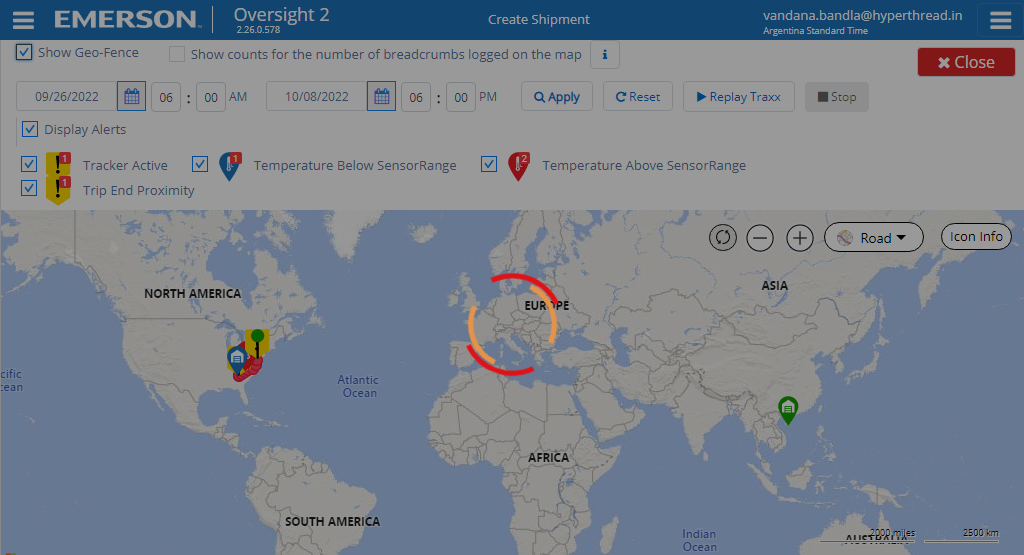 EMERSON™ Oversight 2 Create Shipment vandana.bandla@hyperthread.in
2.26.0.578 Argentina Standard Time
Show Geo-Fence Show counts for the number of breadcrumbs logged on the map i
Close
09/26/2022 06 : 00 AM 10/08/2022 06 : 00 PM Apply Reset Replay Traxx Stop
Display Alerts
1 Tracker Active 1 Temperature Below SensorRange 2 Temperature Above SensorRange
1 Trip End Proximity
Road Icon Info
ASIA
NORTH AMERICA
EUROPE
cific
cean
Atlantic
Ocean
AFRICA
SOUTH AMERICA
Indian
Ocean
AUSTRALIA
2000 miles 2500 km